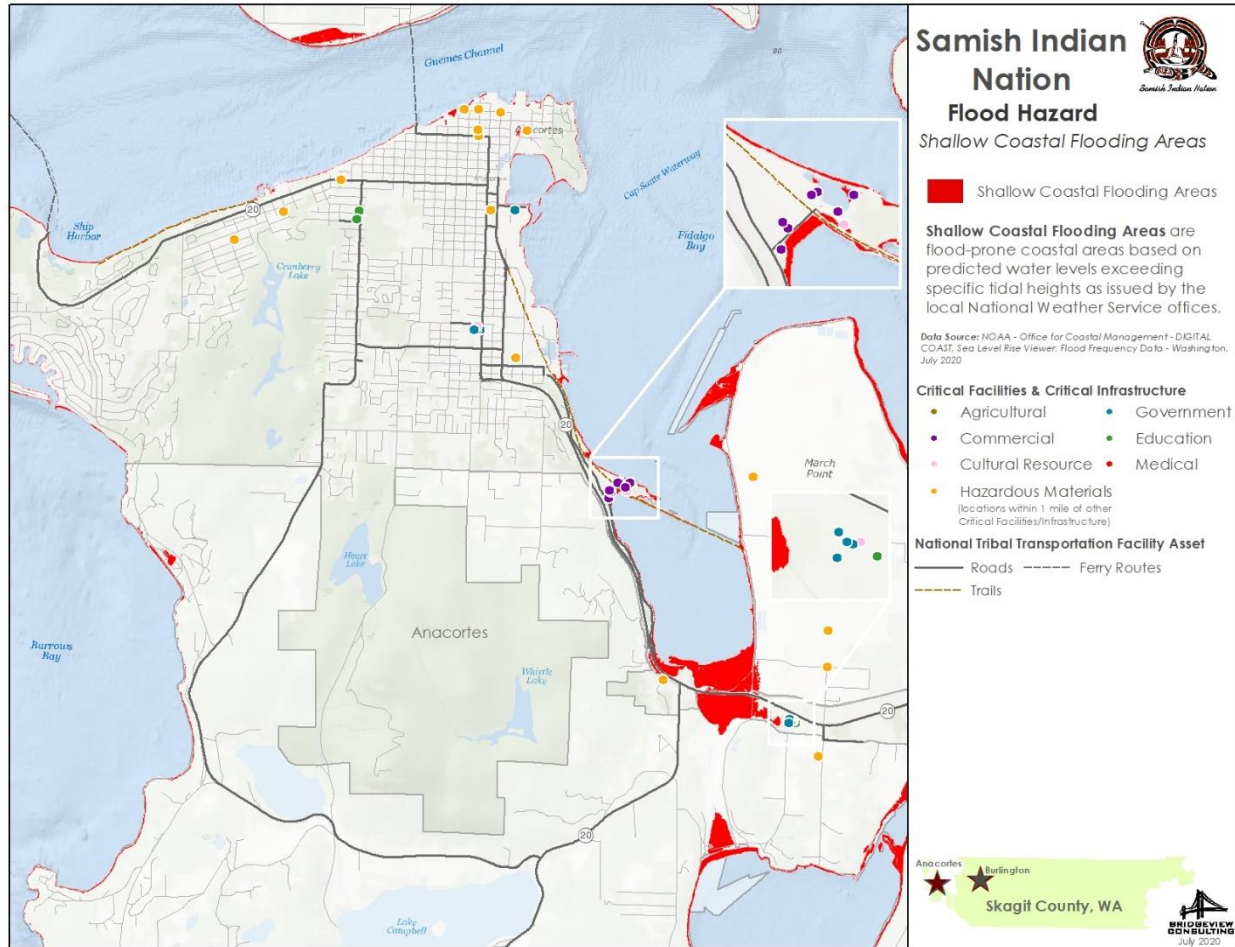 Guemes Channel
80
Anacortes
Cap Sante Waterway
Ship
Harbor
20
Fidalgo
Bay
Cranberry
Lake
20
March
Point
Heart
Lake
Anacortes
Burrows
Bay
Whistle
Lake
20
20
Lake
Campbell
Samish Indian
Nation
Samish Indian Nation
Flood Hazard
Shallow Coastal Flooding Areas
Shallow Coastal Flooding Areas
Shallow Coastal Flooding Areas are
flood-prone coastal areas based on
predicted water levels exceeding
specific tidal heights as issued by the
local National Weather Service offices.
Data Source: NOAA - Office for Coastal Management - DIGITAL
COAST, Sea Level Rise Viewer, Flood Frequency Data - Washington.
July 2020
Critical Facilities & Critical Infrastructure
Agricultural
Government
Commercial
Education
Cultural Resource
Medical
Hazardous Materials
(locations within 1 mile of other
Critical Facilities/Infrastructure)
National Tribal Transportation Facility Asset
Roads
Ferry Routes
Trails
Anacortes
Burlington
Skagit County, WA
BRIDGEVIEW
CONSULTING
July 2020